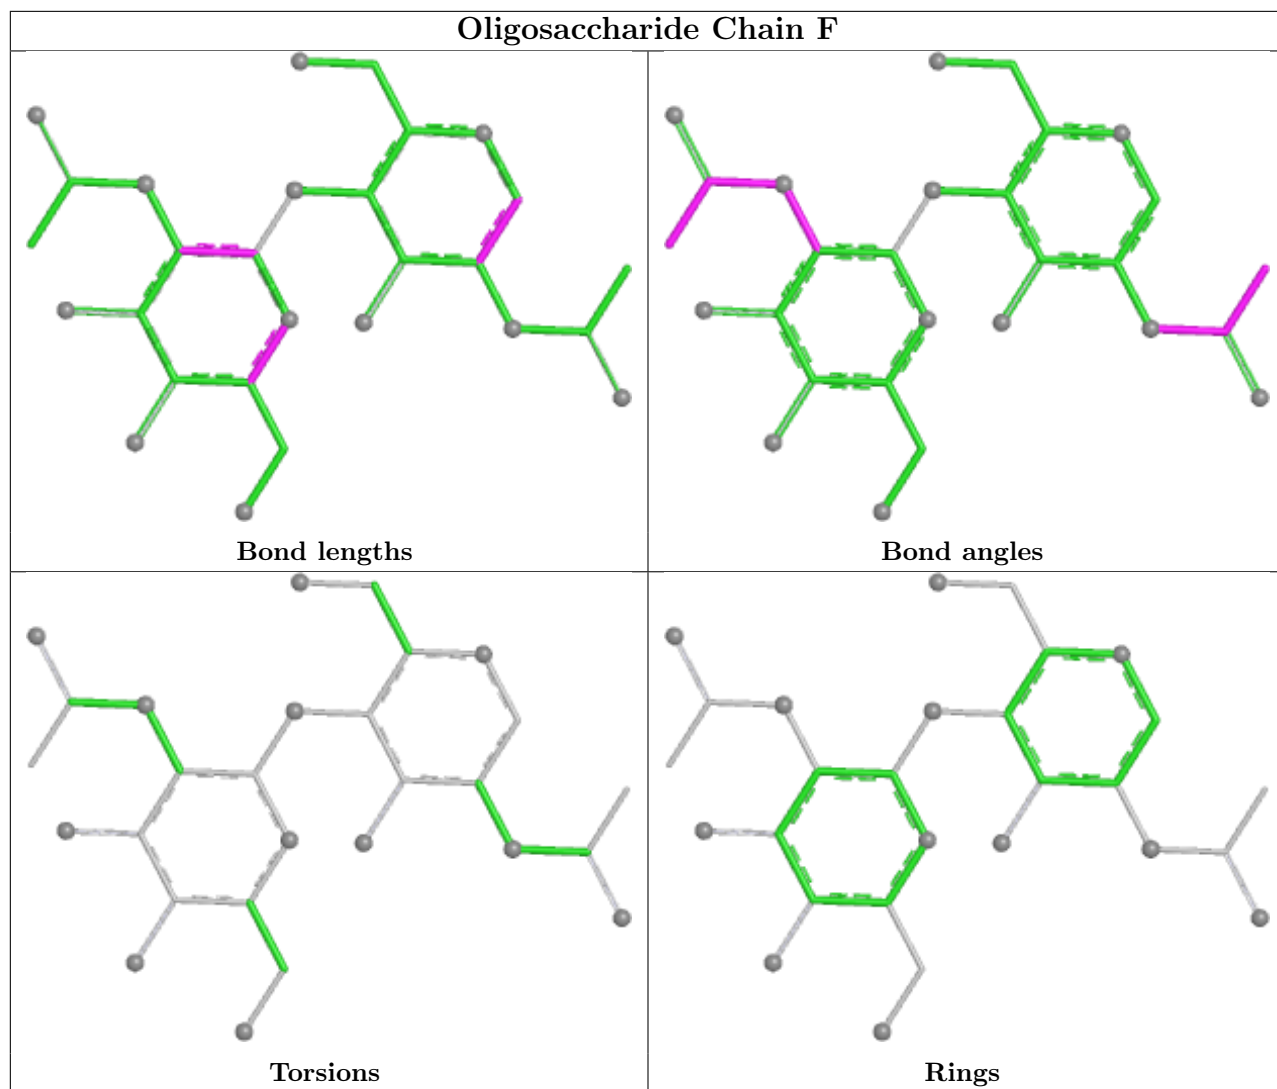 Oligosaccharide Chain F
Bond lengths
Bond angles
Torsions
Rings